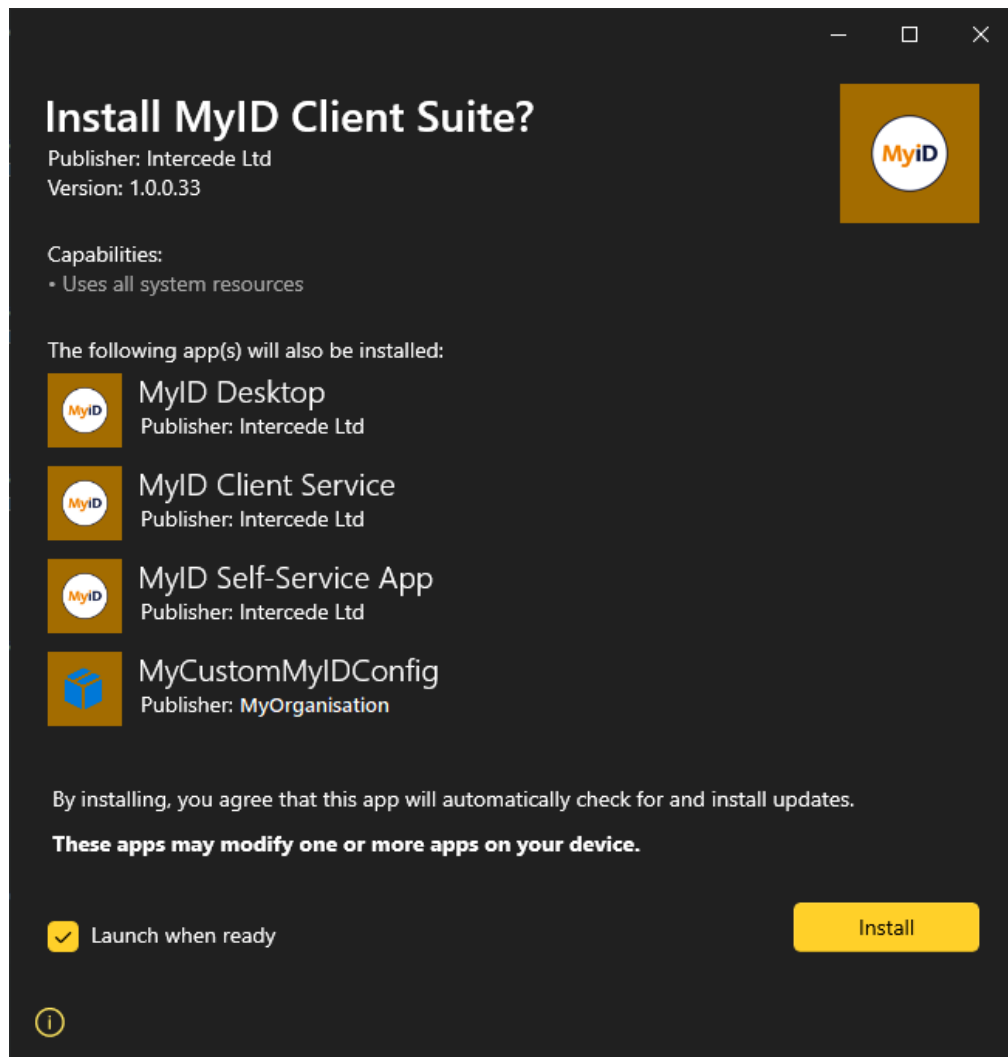 Install MyID Client Suite?
Publisher: Intercede Ltd
Version: 1.0.0.33
MyiD
Capabilities:
• Uses all system resources
The following app(s) will also be installed:
MyiD
MyID Desktop
Publisher: Intercede Ltd
MyiD
MyID Client Service
Publisher: Intercede Ltd
MyiD
MyID Self-Service App
Publisher: Intercede Ltd
MyCustomMyIDConfig
Publisher: MyOrganisation
By installing, you agree that this app will automatically check for and install updates.
These apps may modify one or more apps on your device.
Launch when ready
Install